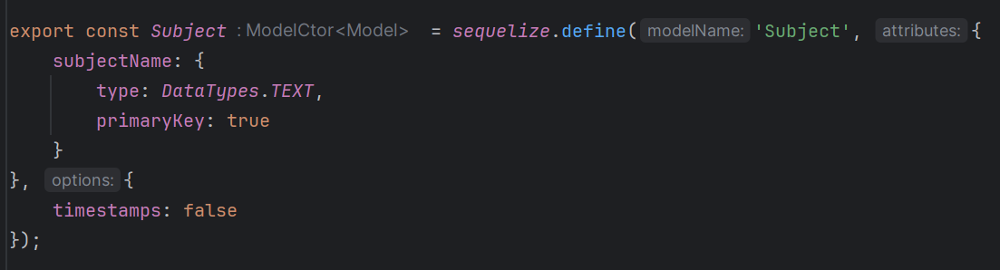 export const Subject : ModelCtor<Model> = sequelize.define( modelName: 'Subject', attributes: {
    subjectName: {
        type: DataTypes.TEXT,
        primaryKey: true
    }
}, options: {
    timestamps: false
});